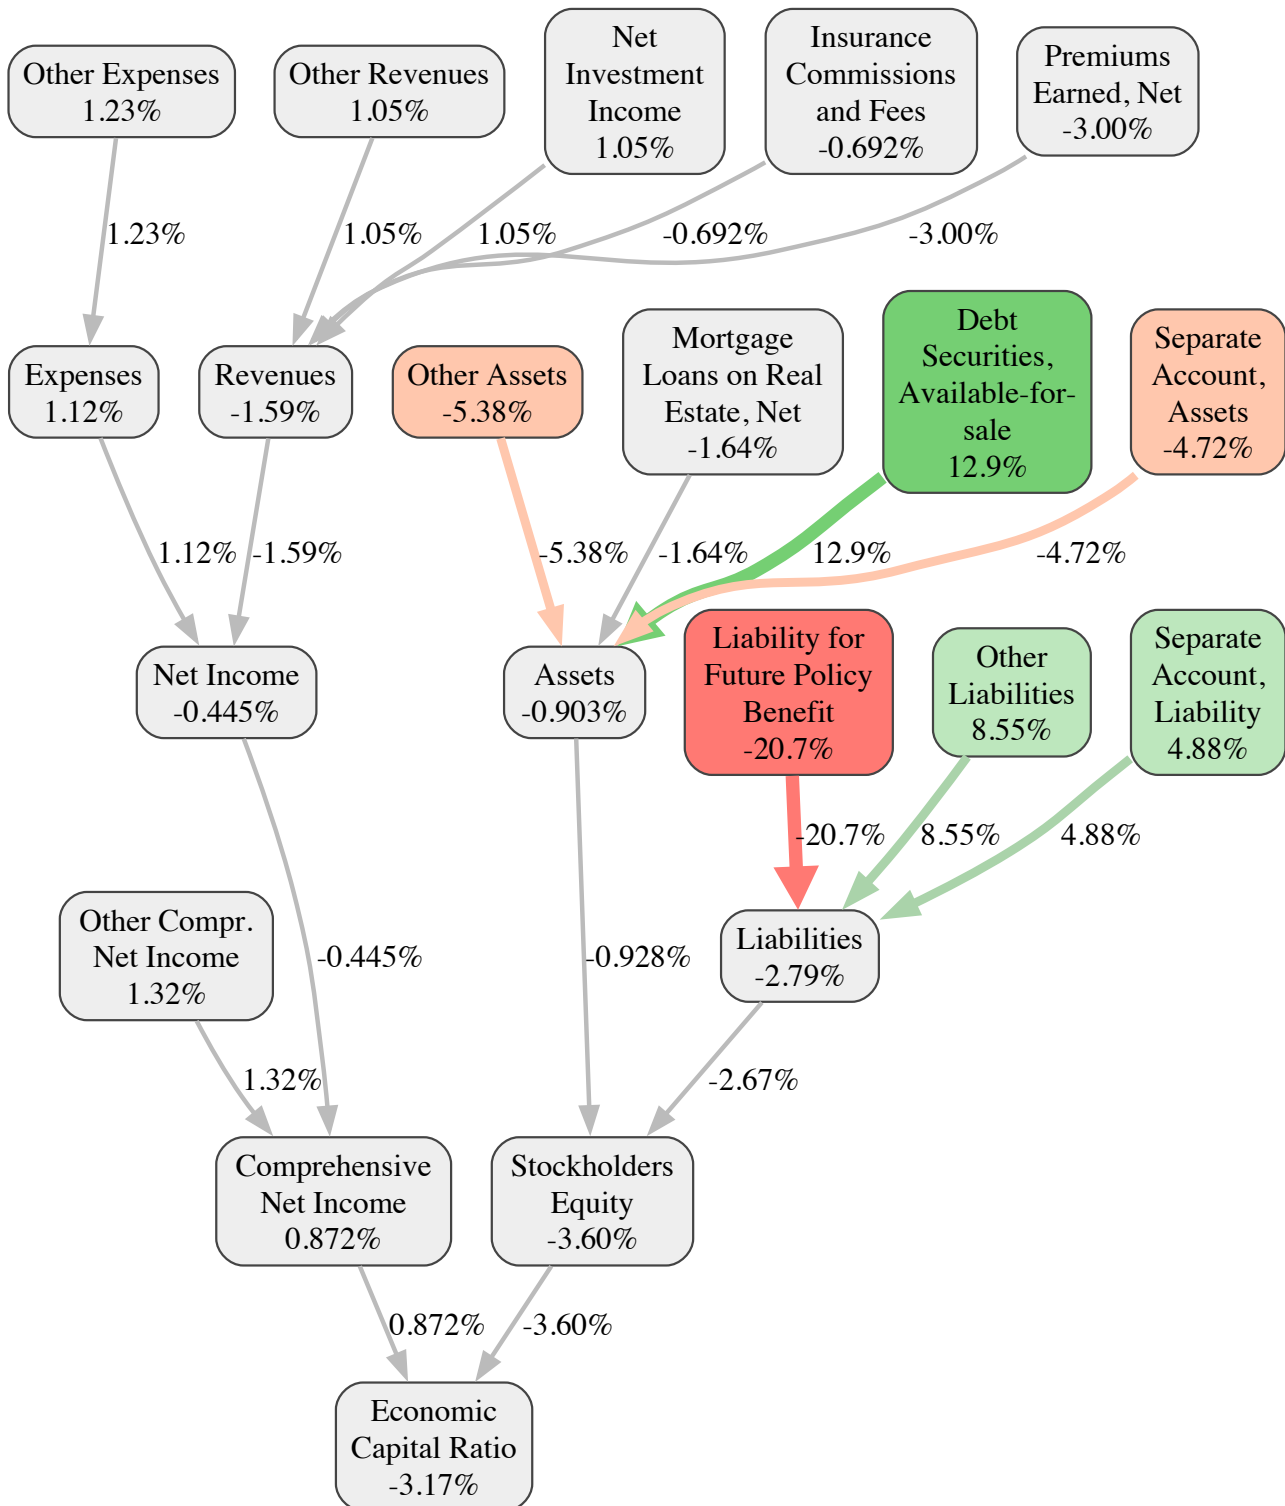 Other Expenses
1.23%
Other Revenues
1.05%
Net
Investment
Income
1.05%
Insurance
Commissions
and Fees
-0.692%
Premiums
Earned, Net
-3.00%
1.23%
1.05%
1.05%
-0.692%
-3.00%
Expenses
1.12%
Revenues
-1.59%
Other Assets
-5.38%
Mortgage
Loans on Real
Estate, Net
-1.64%
Debt
Securities,
Available-for-
sale
12.9%
Separate
Account,
Assets
-4.72%
1.12%
-1.59%
-5.38%
-1.64%
12.9%
-4.72%
Net Income
-0.445%
Assets
-0.903%
Liability for
Future Policy
Benefit
-20.7%
Other
Liabilities
8.55%
Separate
Account,
Liability
4.88%
-20.7%
8.55%
4.88%
Other Compr.
Net Income
1.32%
-0.445%
-0.928%
Liabilities
-2.79%
1.32%
-2.67%
Comprehensive
Net Income
0.872%
Stockholders
Equity
-3.60%
0.872%
-3.60%
Economic
Capital Ratio
-3.17%